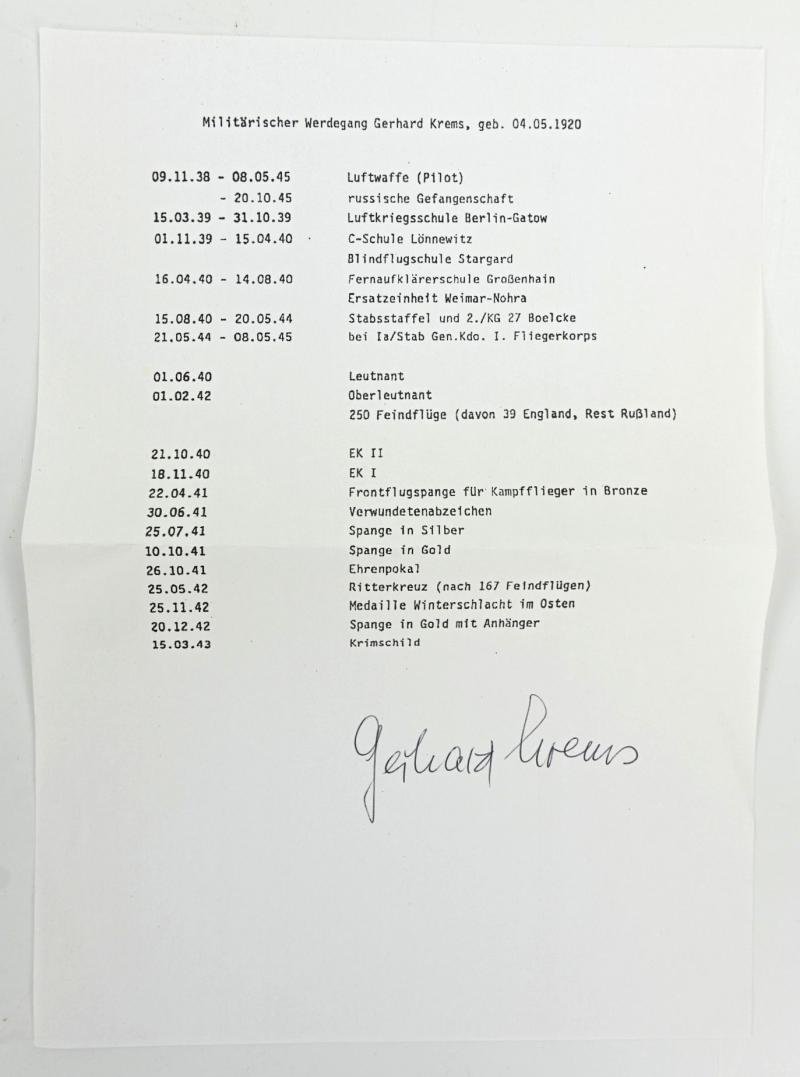 Militärischer Werdegang Gerhard Krems, geb. 04.05.1920
09.11.38 - 08.05.45 Luftwaffe (Pilot)
- 20.10.45 russische Gefangenschaft
15.03.39 - 31.10.39 Luftkriegsschule Berlin-Gatow
01.11.39 - 15.04.40 C-Schule Lönnewitz
Blindflugschule Stargard
16.04.40 - 14.08.40 Fernaufklärerschule Großenhain
Ersatzeinheit Weimar-Nohra
15.08.40 - 20.05.44 Stabsstaffel und 2./KG 27 Boelcke
21.05.44 - 08.05.45 bei Ia/Stab Gen.Kdo. I. Fliegerkorps
01.06.40 Leutnant
01.02.42 Oberleutnant
250 Feindflüge (davon 39 England, Rest Rußland)
21.10.40 EK II
18.11.40 EK I
22.04.41 Frontflugspange für Kampfflieger in Bronze
30.06.41 Verwundetenabzeichen
25.07.41 Spange in Silber
10.10.41 Spange in Gold
26.10.41 Ehrenpokal
25.05.42 Ritterkreuz (nach 167 Feindflügen)
25.11.42 Medaille Winterschlacht im Osten
20.12.42 Spange in Gold mit Anhänger
15.03.43 Krimschild
Gerhard Krems